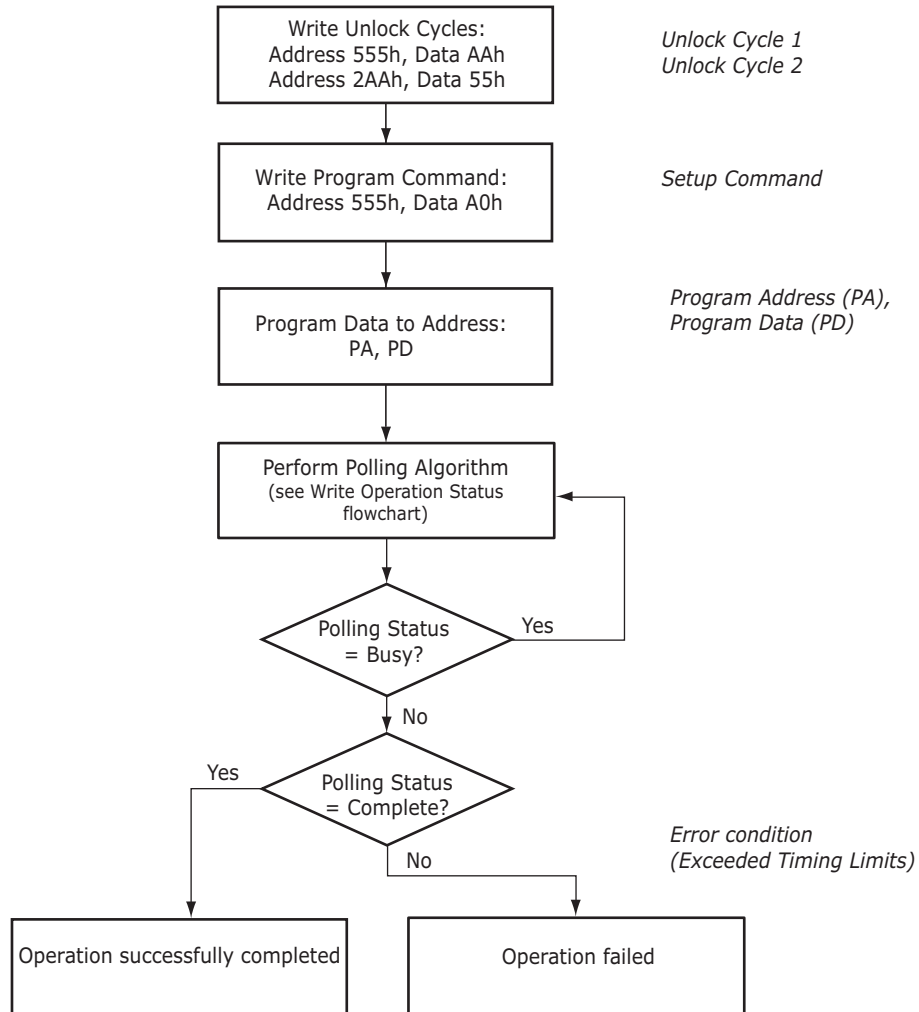 Write Unlock Cycles:
Address 555h, Data AAh
Address 2AAh, Data 55h
Unlock Cycle 1
Unlock Cycle 2
Write Program Command:
Address 555h, Data A0h
Setup Command
Program Data to Address:
PA, PD
Program Address (PA),
Program Data (PD)
Perform Polling Algorithm
(see Write Operation Status
flowchart)
Polling Status
= Busy?
Yes
No
Polling Status
= Complete?
Yes
No
Error condition
(Exceeded Timing Limits)
Operation successfully completed
Operation failed